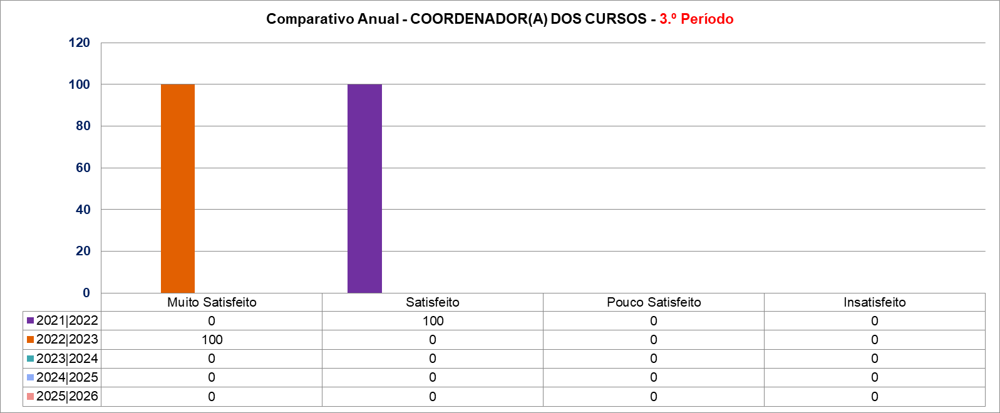 Comparativo Anual - COORDENADOR(A) DOS CURSOS - 3.º Período
120
100
80
60
40
20
0
Muito Satisfeito Satisfeito Pouco Satisfeito Insatisfeito
2021|2022 0 100 0 0
2022|2023 100 0 0 0
2023|2024 0 0 0 0
2024|2025 0 0 0 0
2025|2026 0 0 0 0